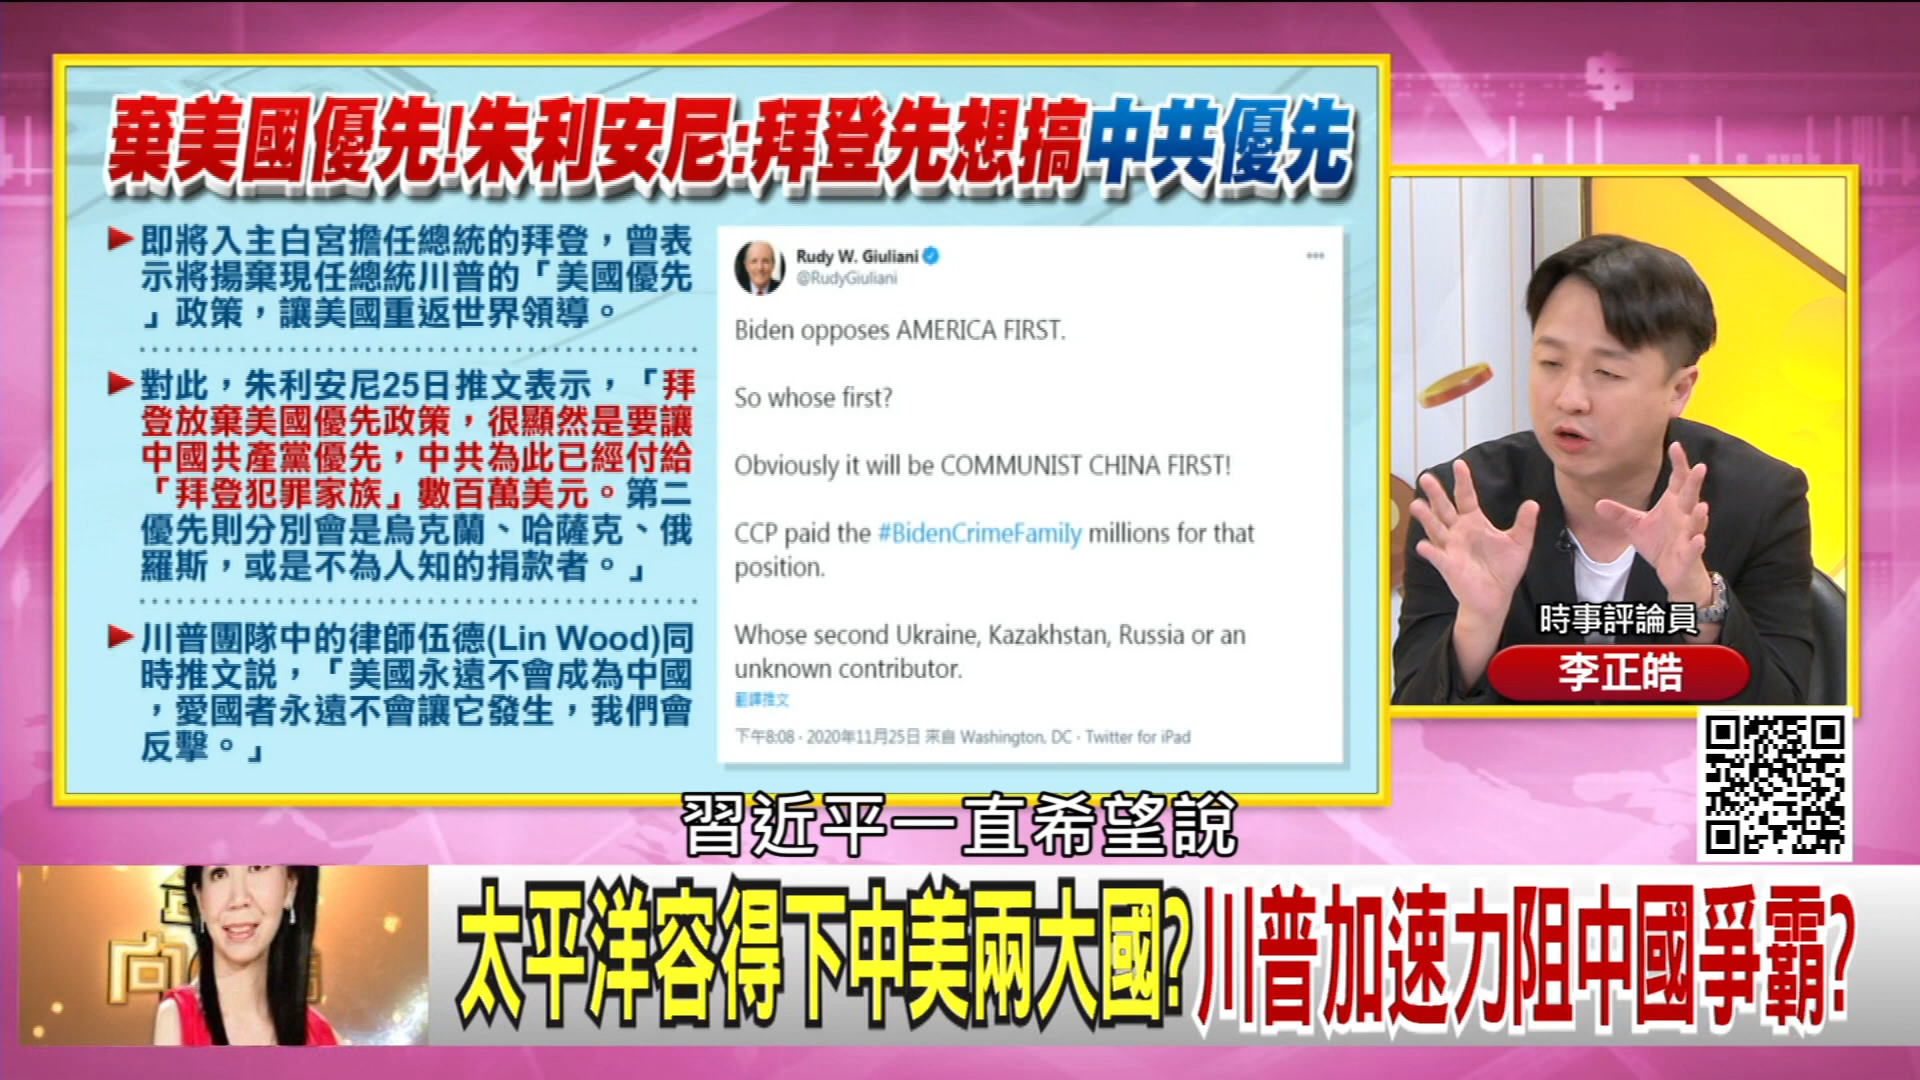 棄美國優先!朱利安尼:拜登先想搞中共優先
即將入主白宮擔任總統的拜登，曾表
示將揚棄現任總統川普的「美國優先
」政策，讓美國重返世界領導。
對此，朱利安尼25日推文表示，「拜
登放棄美國優先政策，很顯然是要讓
中國共產黨優先，中共為此已經付給
「拜登犯罪家族」數百萬美元。第二
優先則分別會是烏克蘭、哈薩克、俄
羅斯，或是不為人知的捐款者。」
川普團隊中的律師伍德(Lin Wood)同
時推文説，「美國永遠不會成為中國
，愛國者永遠不會讓它發生，我們會
反擊。」
Rudy W. Giuliani
@RudyGiuliani
Biden opposes AMERICA FIRST.
So whose first?
Obviously it will be COMMUNIST CHINA FIRST!
CCP paid the #BidenCrimeFamily millions for that
position.
Whose second Ukraine, Kazakhstan, Russia or an
unknown contributor.
翻譯推文
下午8:08 · 2020年11月25日 來自 Washington, DC · Twitter for iPad
時事評論員
李正皓
習近平一直希望說
向
太平洋容得下中美兩大國?川普加速力阻中國爭霸?